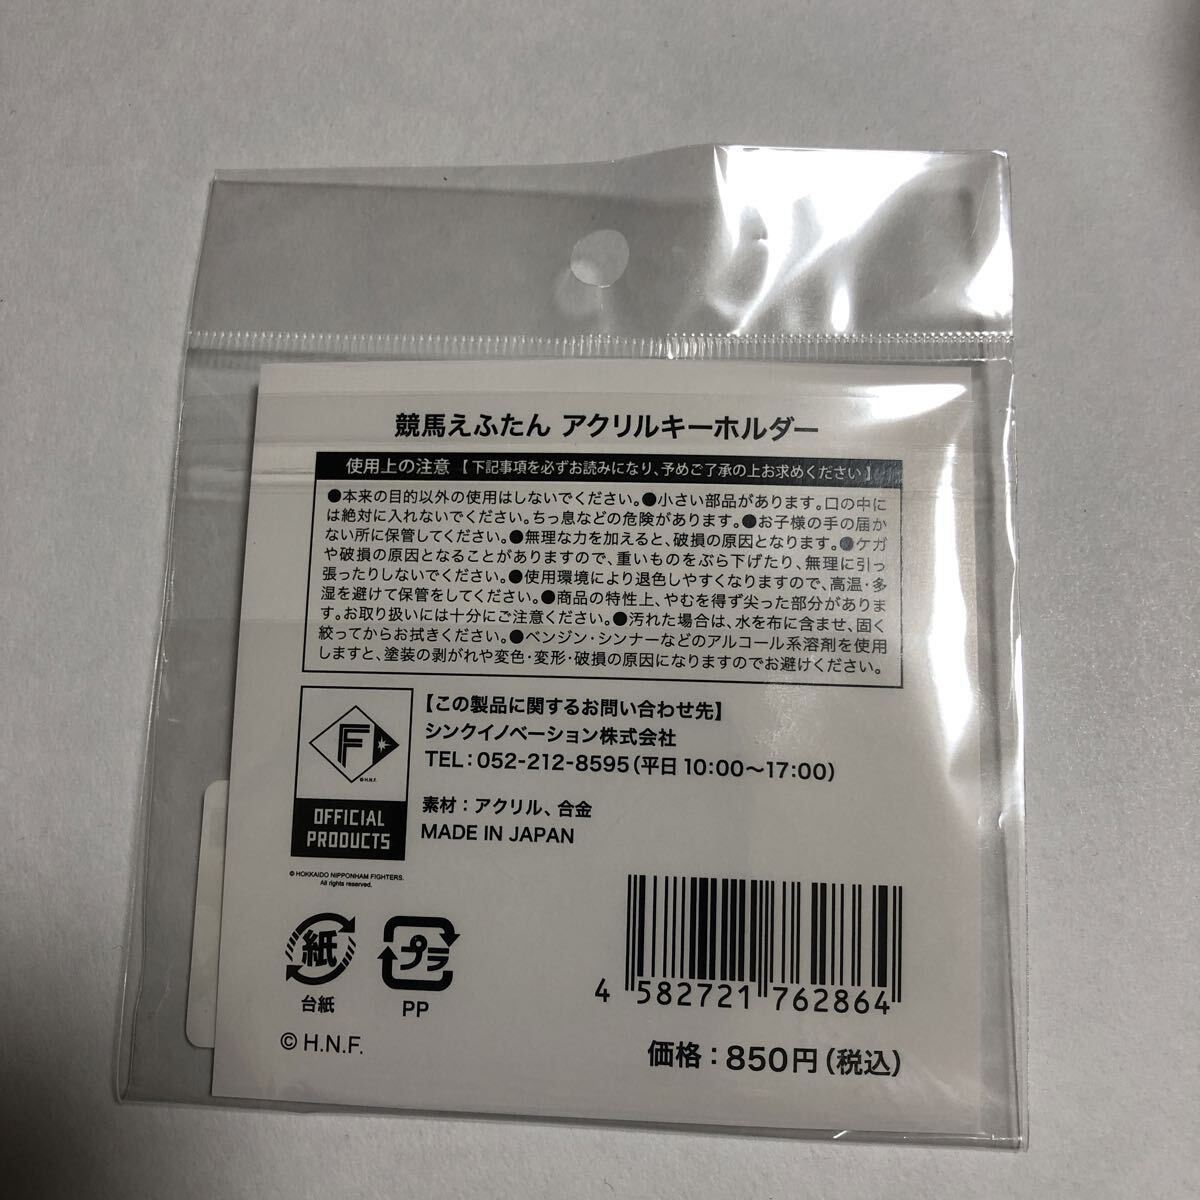 競馬えふたん アクリルキーホルダー
使用上の注意【下記事項を必ずお読みになり、予めご了承の上お求めください】
●本来の目的以外の使用はしないでください。●小さい部品があります。口の中に
は絶対に入れないでください。ちっ息などの危険があります。●お子様の手の届か
ない所に保管してください。●無理な力を加えると、破損の原因となります。●ケガ
や破損の原因となることがありますので、重いものをぶら下げたり、無理に引っ
張ったりしないでください。●使用環境により退色しやすくなりますので、高温・多
湿を避けて保管をしてください。●商品の特性上、やむを得ず尖った部分がありま
す。お取り扱いには十分にご注意ください。●汚れた場合は、水を布に含ませ、固く
絞ってからお拭きください。●ベンジン・シンナーなどのアルコール系溶剤を使用
しますと、塗装の剥がれや変色・変形・破損の原因になりますのでお避けください。
F
©H.N.F.
OFFICIAL
PRODUCTS
© HOKKAIDO NIPPONHAM FIGHTERS.
All rights reserved.
【この製品に関するお問い合わせ先】
シンクイノベーション株式会社
TEL:052-212-8595(平日10:00〜17:00)
素材:アクリル、合金
MADE IN JAPAN
紙
台紙
プラ
PP
© H.N.F.
4 582721 762864
価格:850円(税込)